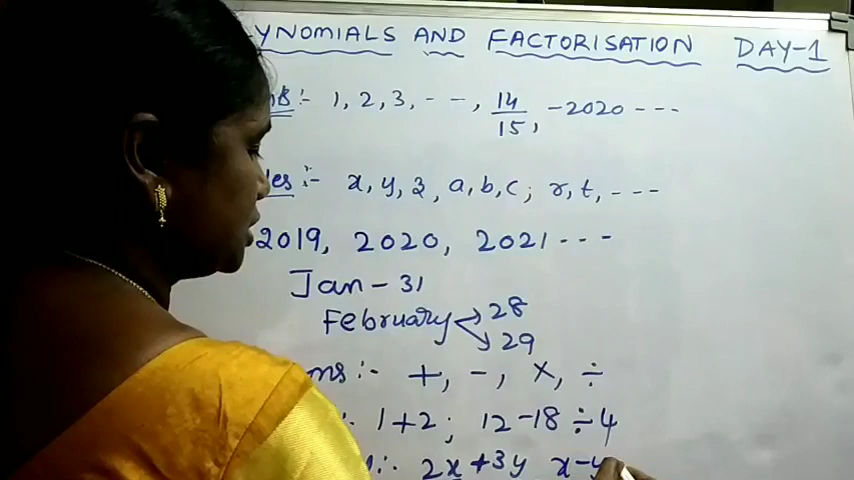 AND FACTORISATION DAY-1
:- 1, 2, 3, - -, 14/15, -2020 ---
:- x, y, z, a, b, c; r, t, ----
2019, 2020, 2021 ---
Jan - 31
February 28
29
:- +, -, ×, ÷
: 1+2; 12-18÷4
:. 2x+3y x-y